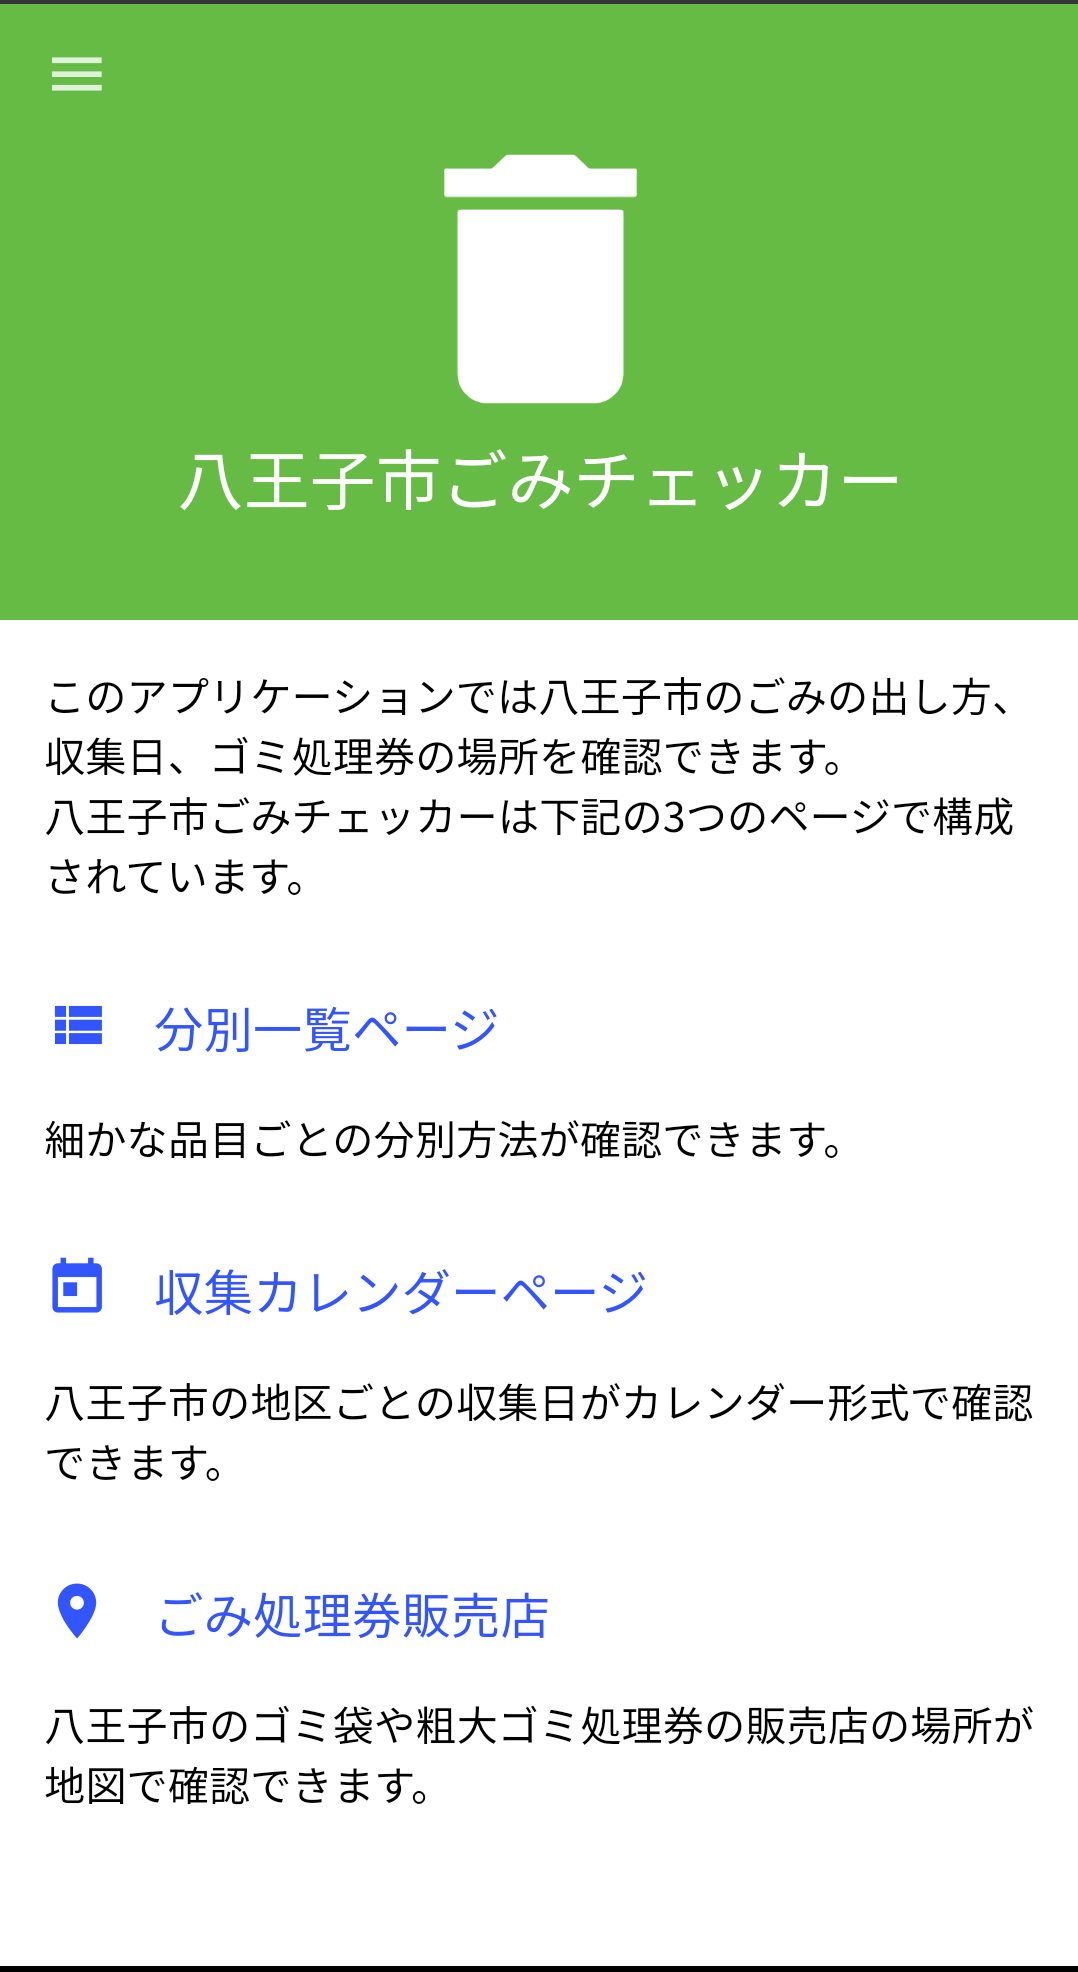 八王子市ごみチェッカー
このアプリケーションでは八王子市のごみの出し方、
収集日、ゴミ処理券の場所を確認できます。
八王子市ごみチェッカーは下記の3つのページで構成
されています。
分別一覧ページ
細かな品目ごとの分別方法が確認できます。
収集カレンダーページ
八王子市の地区ごとの収集日がカレンダー形式で確認
できます。
ごみ処理券販売店
八王子市のゴミ袋や粗大ゴミ処理券の販売店の場所が
地図で確認できます。